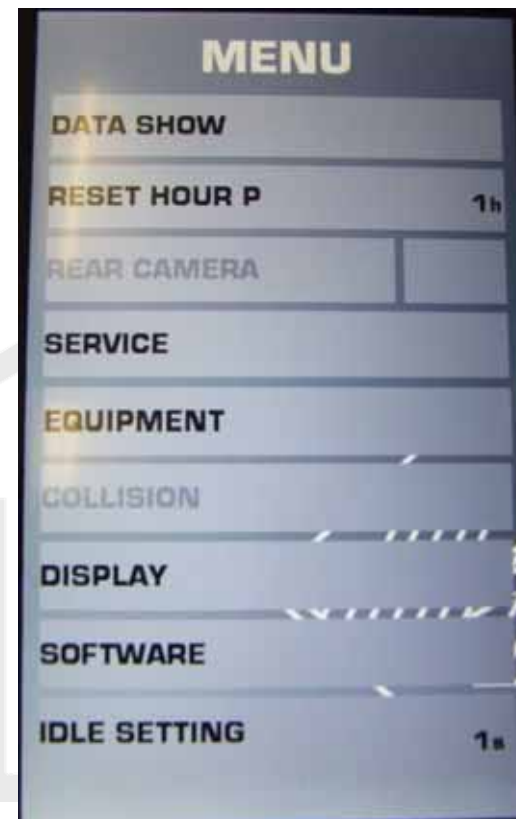 MENU
DATA SHOW
RESET HOUR P 1h
REAR CAMERA
SERVICE
EQUIPMENT
COLLISION
DISPLAY
SOFTWARE
IDLE SETTING 1s